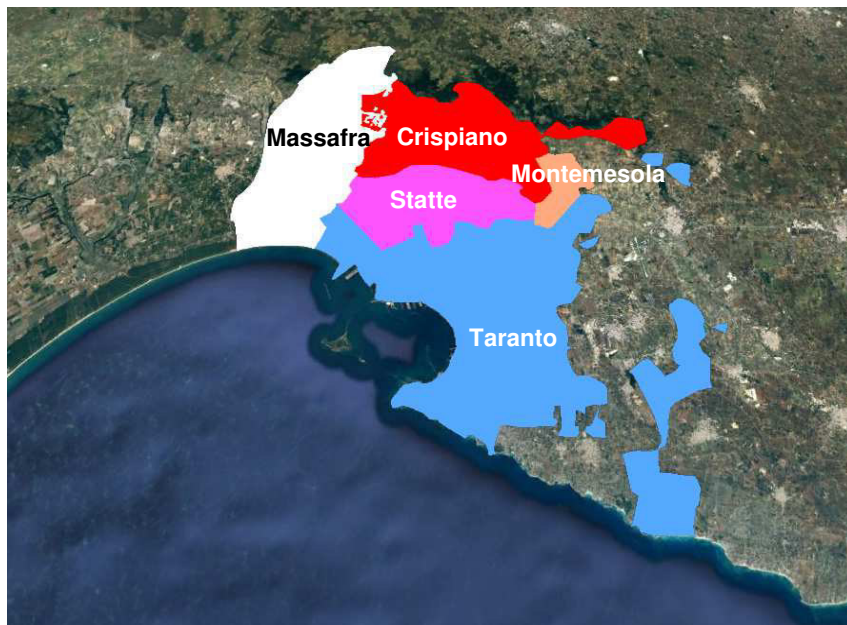 Massafra
Crispiano
Montemesola
Statte
Taranto